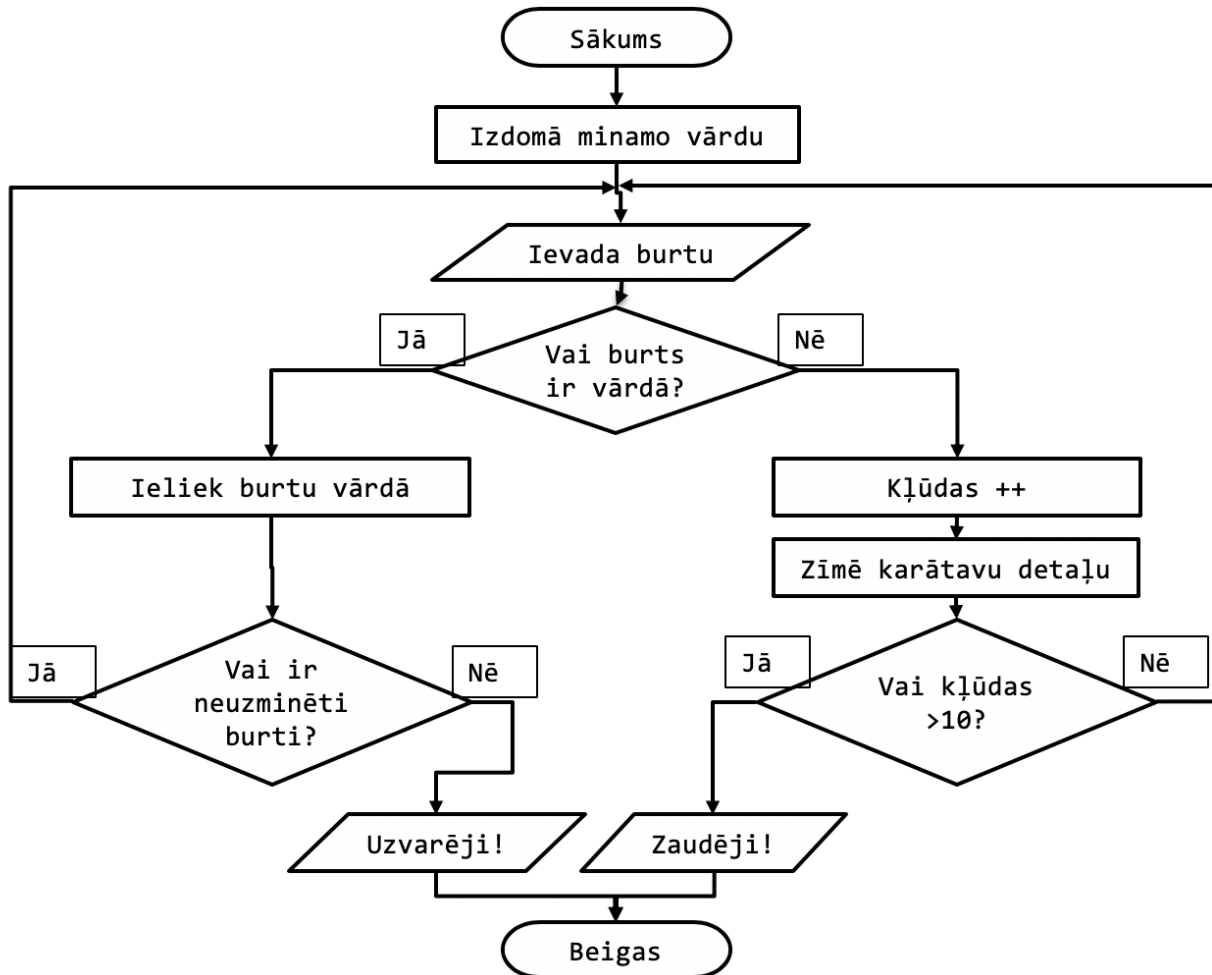 Sākums
Izdomā minamo vārdu
Ievada burtu
Jā
Nē
Vai burts
ir vārdā?
Ieliek burtu vārdā
Kļūdas ++
Zīmē karātavu detaļu
Jā
Nē
Vai ir
neuzminēti
burti?
Jā
Nē
Vai kļūdas
>10?
Uzvarēji!
Zaudēji!
Beigas